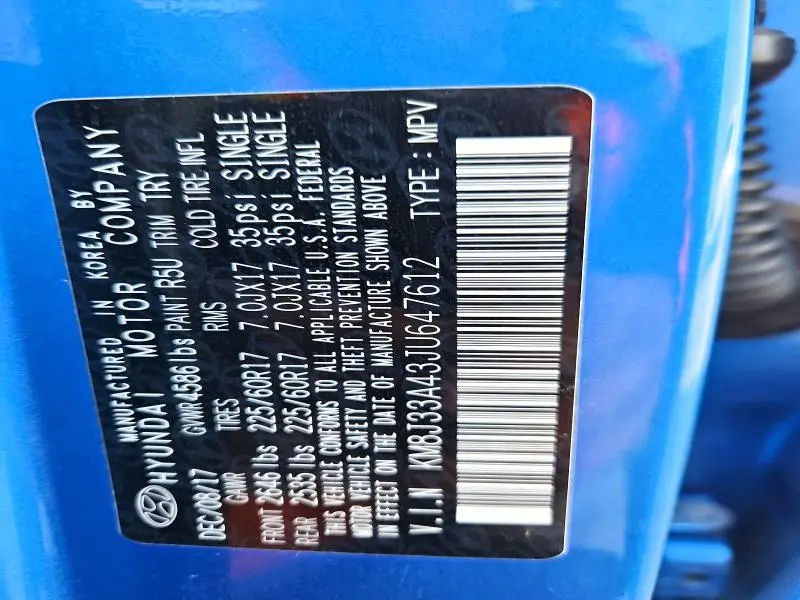 MANUFACTURED IN KOREA BY
HYUNDAI MOTOR COMPANY
DEC/08/17 GVWR 4586 lbs PAINT R5U TRIM TRY
GAWR TIRES RIMS COLD TIRE INFL
FRONT 2646 lbs 225/60R17 7.0JX17 35psi SINGLE
REAR 2535 lbs 225/60R17 7.0JX17 35psi SINGLE
THIS VEHICLE CONFORMS TO ALL APPLICABLE U.S.A. FEDERAL
MOTOR VEHICLE SAFETY AND THEFT PREVENTION STANDARDS
IN EFFECT ON THE DATE OF MANUFACTURE SHOWN ABOVE
V.I.N KM8J33A43JU647612 TYPE : MPV